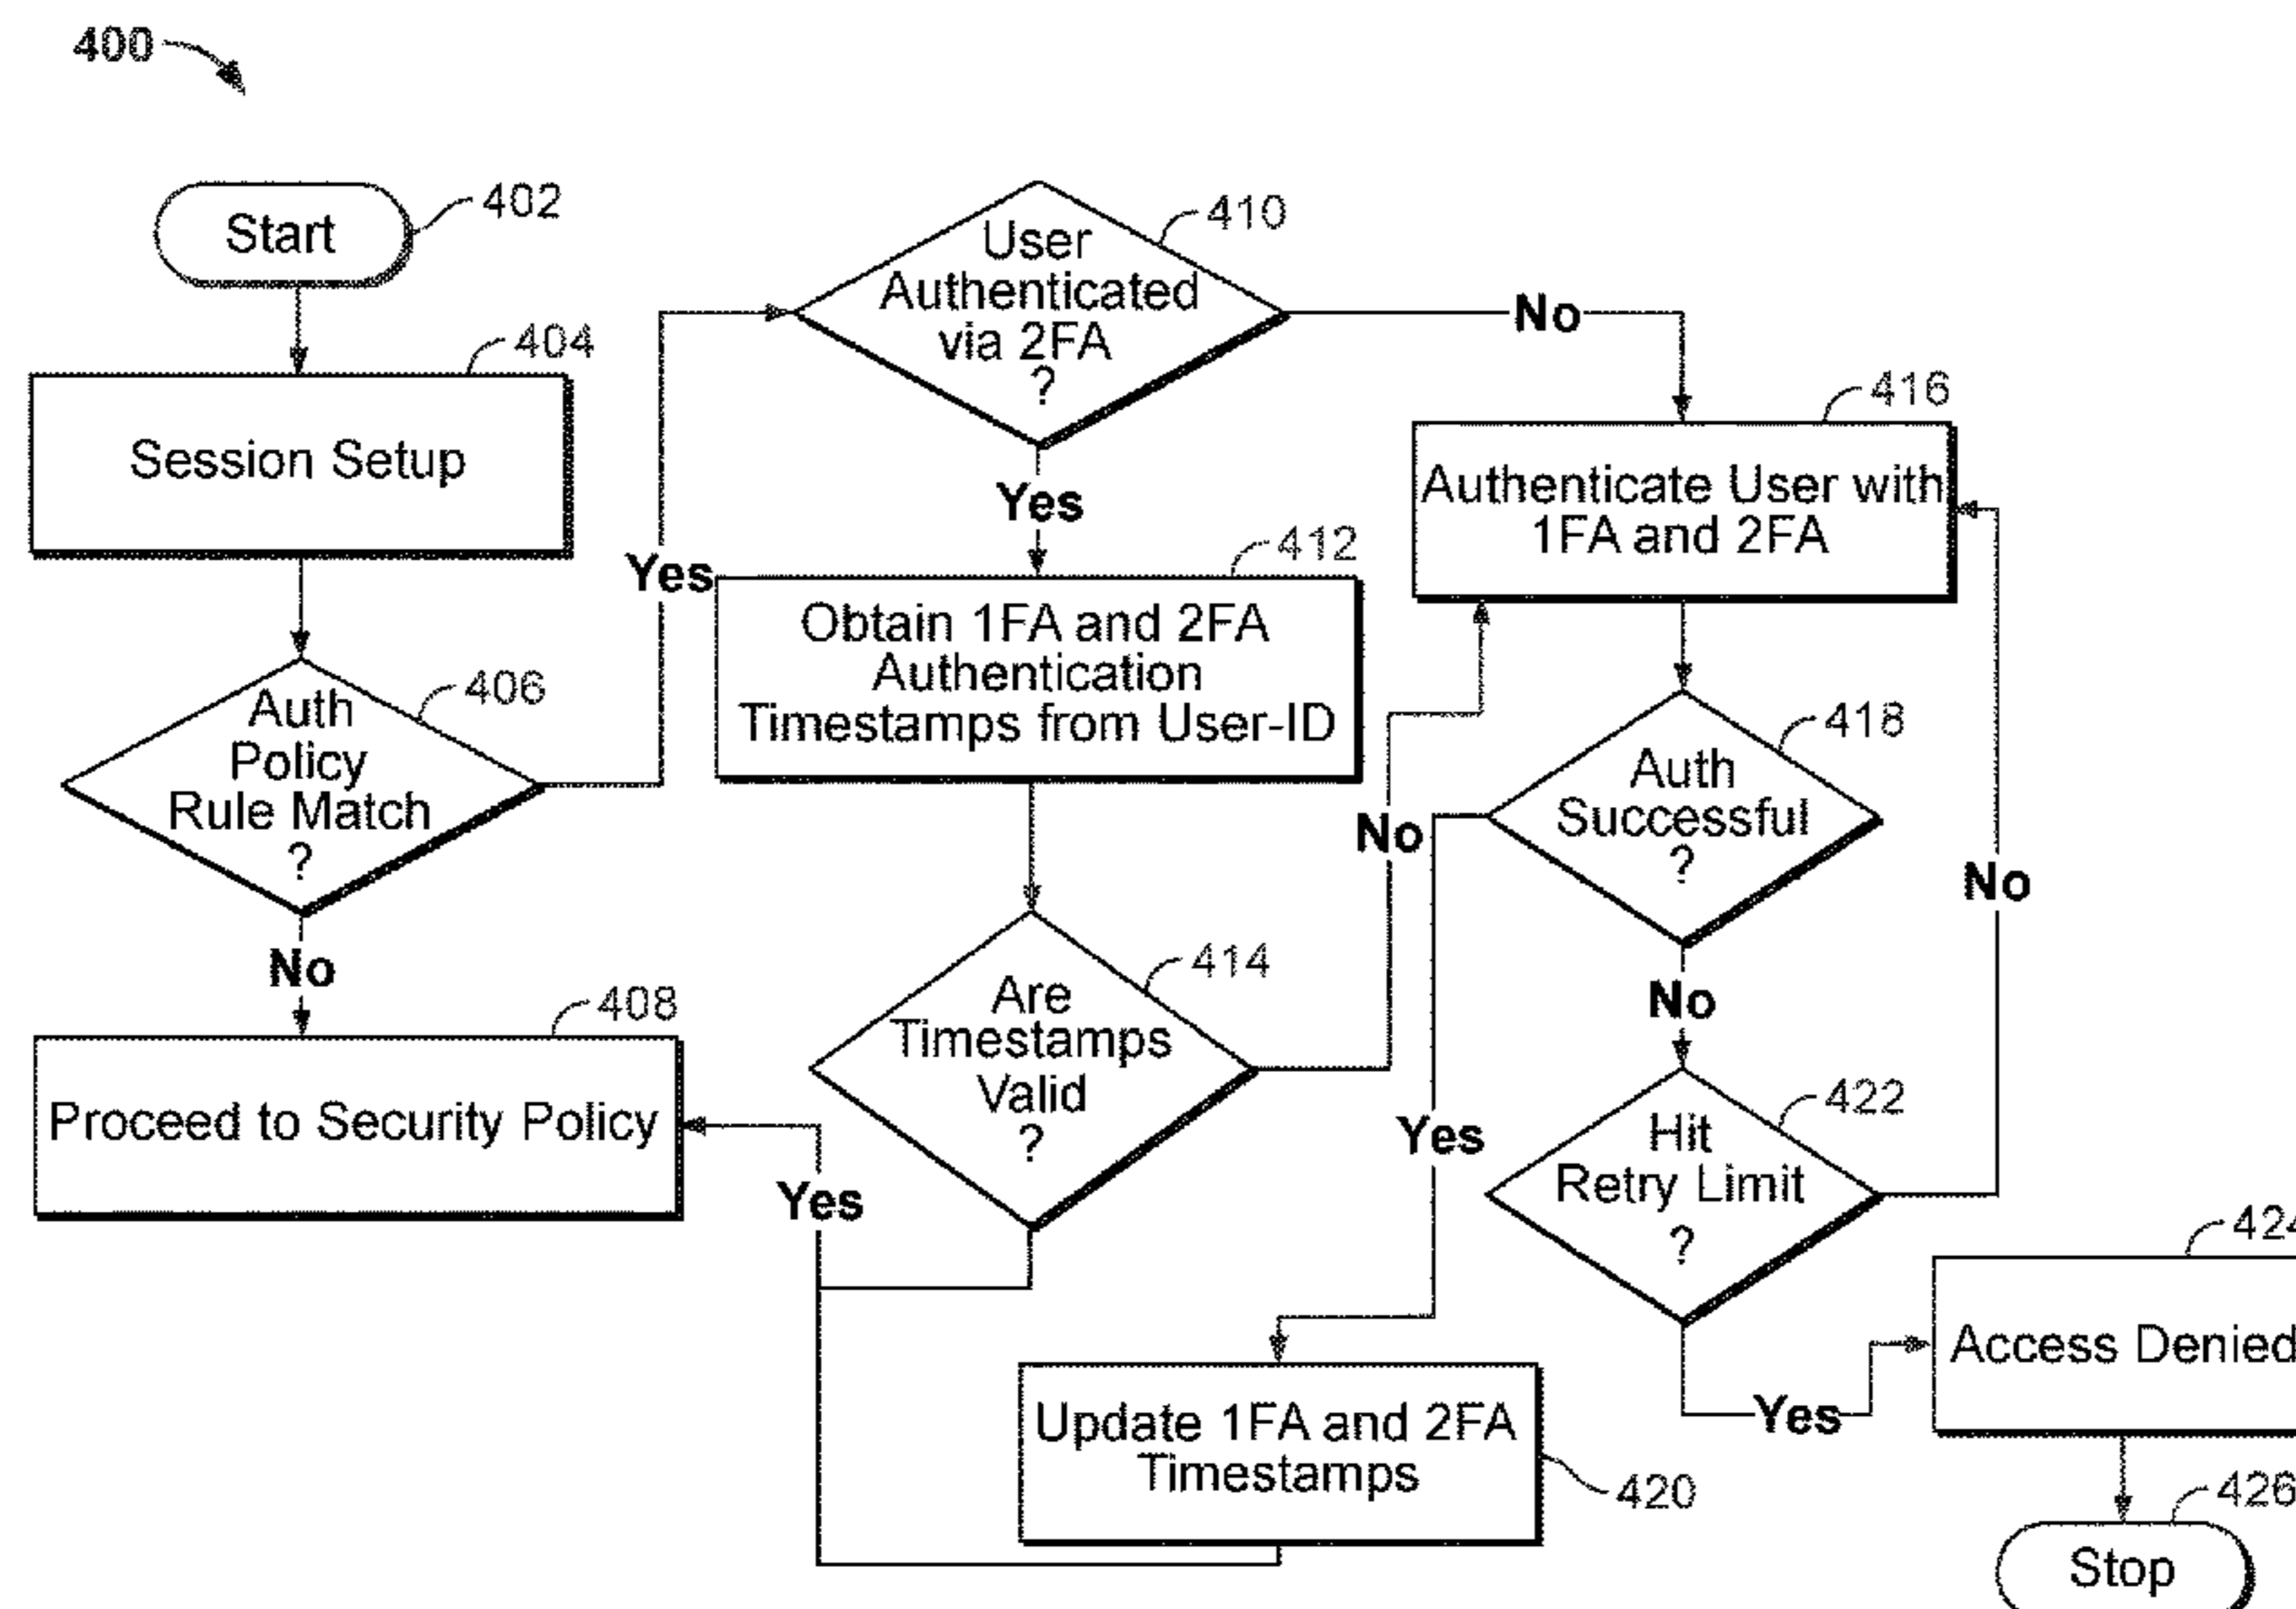 400
Start
402
404
Session Setup
406
Auth
Policy
Rule Match
?
Yes
No
408
Proceed to Security Policy
410
User
Authenticated
via 2FA
?
No
Yes
412
Obtain 1FA and 2FA
Authentication
Timestamps from User-ID
414
Are
Timestamps
Valid
?
No
Yes
416
Authenticate User with
1FA and 2FA
418
Auth
Successful
?
Yes
No
422
Hit
Retry Limit
?
No
Yes
Update 1FA and 2FA
Timestamps
420
424
Access Denied
426
Stop